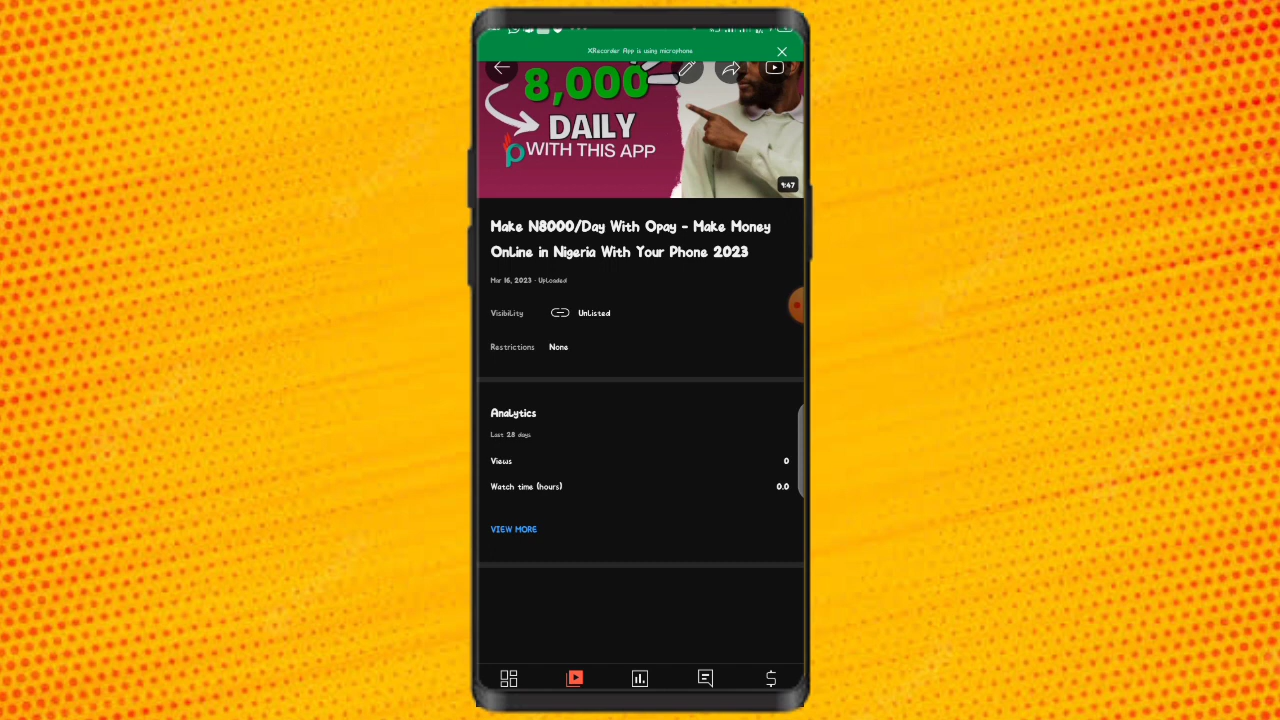 XRecorder App is using microphone
8,000
DAILY
WITH THIS APP
9:47
Make N8000/Day With Opay - Make Money
Online in Nigeria With Your Phone 2023
Mar 16, 2023 · Uploaded
Visibility Unlisted
Restrictions None
Analytics
Last 28 days
Views 0
Watch time (hours) 0.0
VIEW MORE